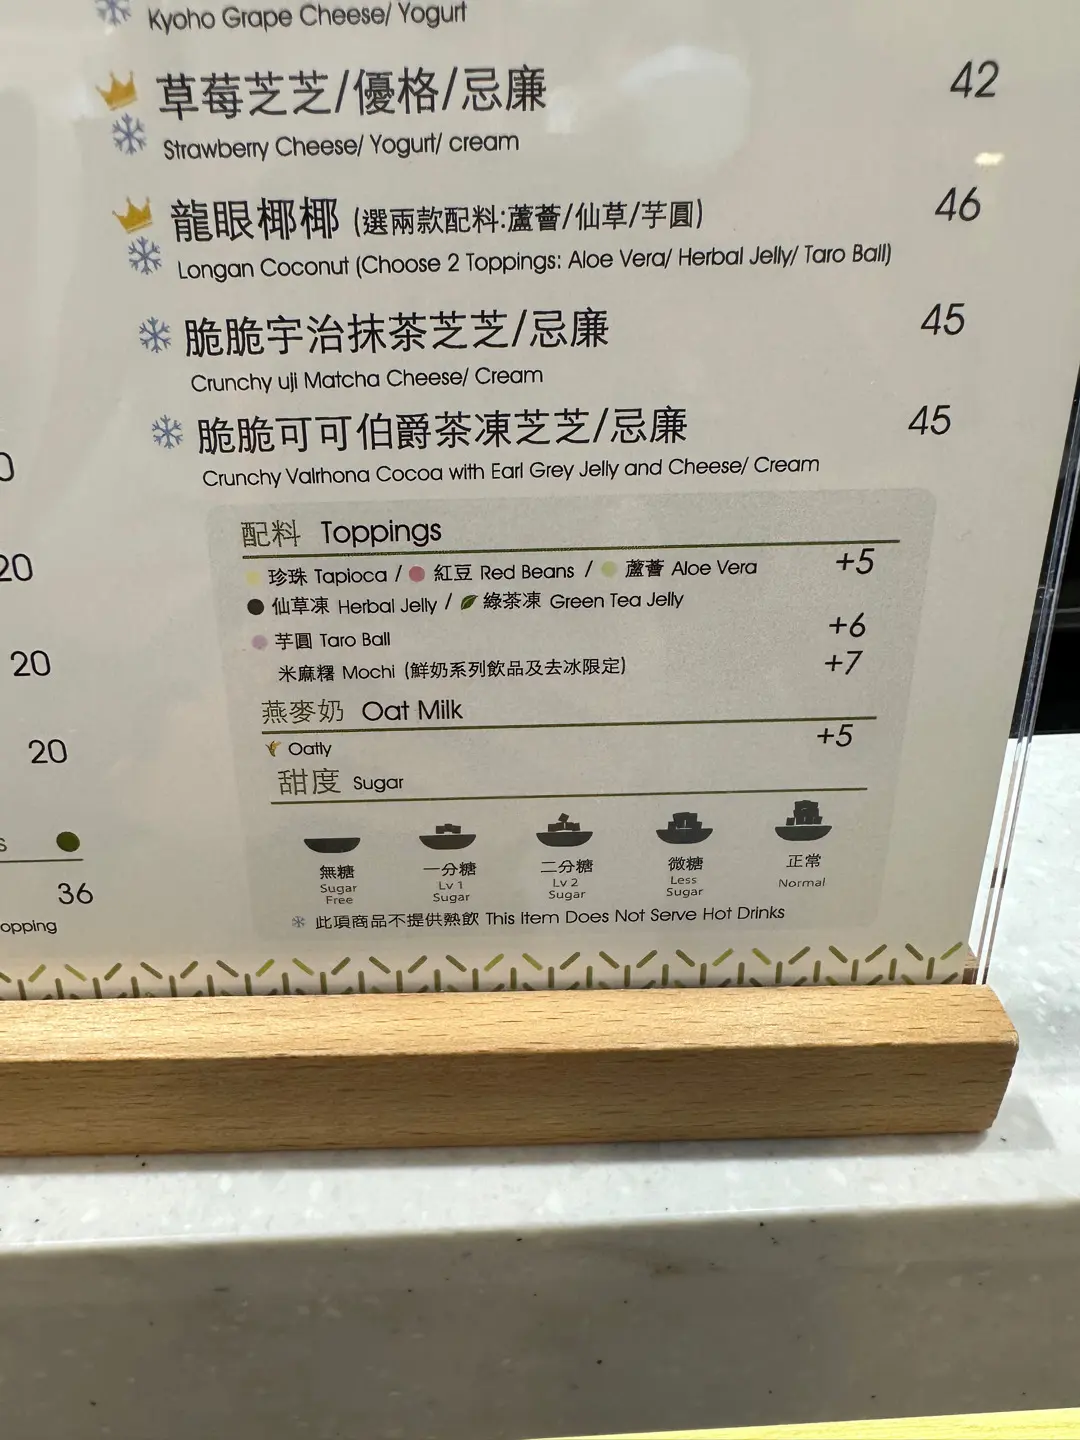 Kyoho Grape Cheese/ Yogurt
草莓芝芝/優格/忌廉 42
Strawberry Cheese/ Yogurt/ cream
龍眼椰椰 (選兩款配料:蘆薈/仙草/芋圓) 46
Longan Coconut (Choose 2 Toppings: Aloe Vera/ Herbal Jelly/ Taro Ball)
脆脆宇治抹茶芝芝/忌廉 45
Crunchy uji Matcha Cheese/ Cream
脆脆可可伯爵茶凍芝芝/忌廉 45
Crunchy Valrhona Cocoa with Earl Grey Jelly and Cheese/ Cream
配料 Toppings
珍珠 Tapioca / 紅豆 Red Beans / 蘆薈 Aloe Vera +5
仙草凍 Herbal Jelly / 綠茶凍 Green Tea Jelly
芋圓 Taro Ball +6
米麻糬 Mochi (鮮奶系列飲品及去冰限定) +7
燕麥奶 Oat Milk
Oatly +5
甜度 Sugar
無糖 一分糖 二分糖 微糖 正常
Sugar Free Lv 1 Sugar Lv 2 Sugar Less Sugar Normal
此項商品不提供熱飲 This Item Does Not Serve Hot Drinks
20
20
20
36
opping